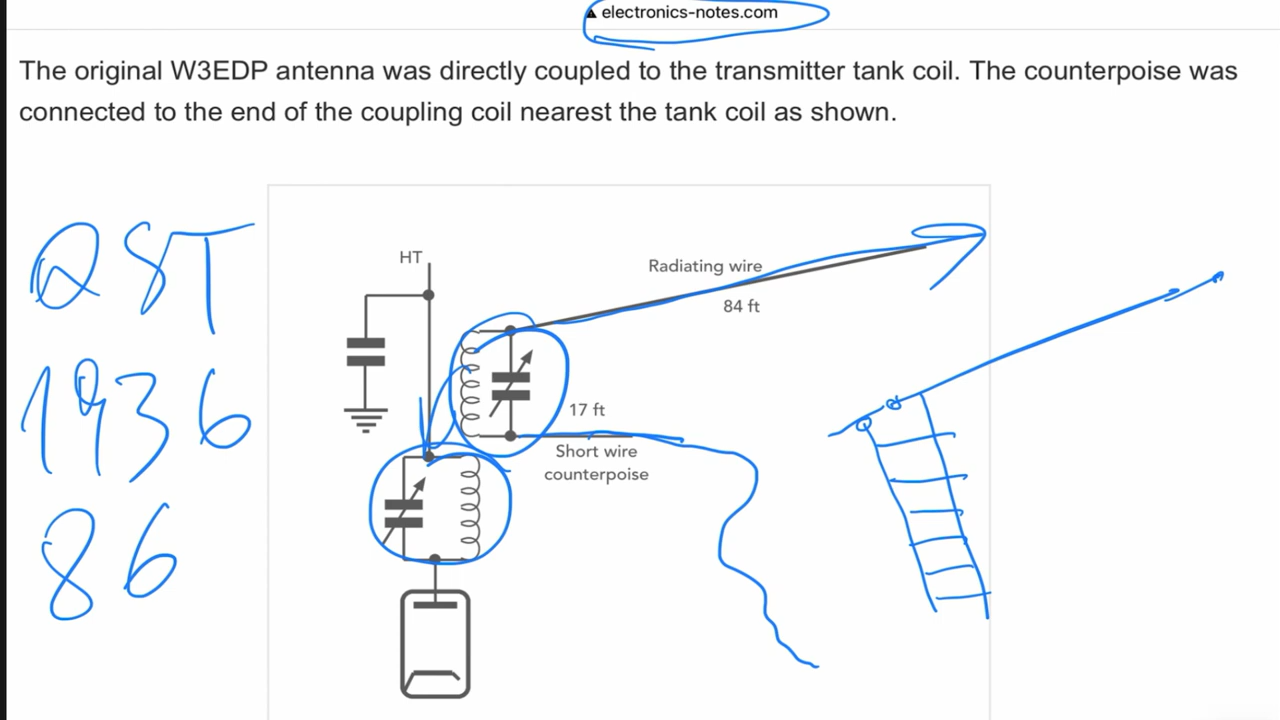 electronics-notes.com
The original W3EDP antenna was directly coupled to the transmitter tank coil. The counterpoise was
connected to the end of the coupling coil nearest the tank coil as shown.
QST
1936
86
HT
Radiating wire
84 ft
17 ft
Short wire
counterpoise